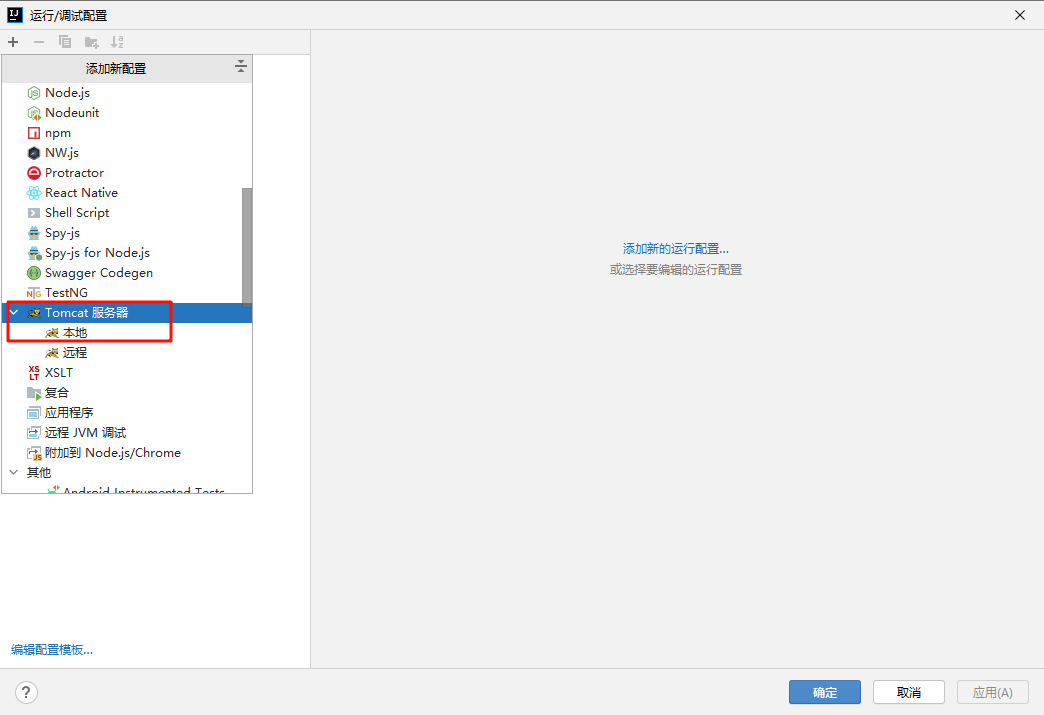 运行/调试配置
添加新配置
Node.js
Nodeunit
npm
NW.js
Protractor
React Native
Shell Script
Spy-js
Spy-js for Node.js
Swagger Codegen
TestNG
Tomcat 服务器
本地
远程
XSLT
复合
应用程序
远程 JVM 调试
附加到 Node.js/Chrome
其他
Android Instrumented Tests
添加新的运行配置...
或选择要编辑的运行配置
编辑配置模板...
?
确定
取消
应用(A)